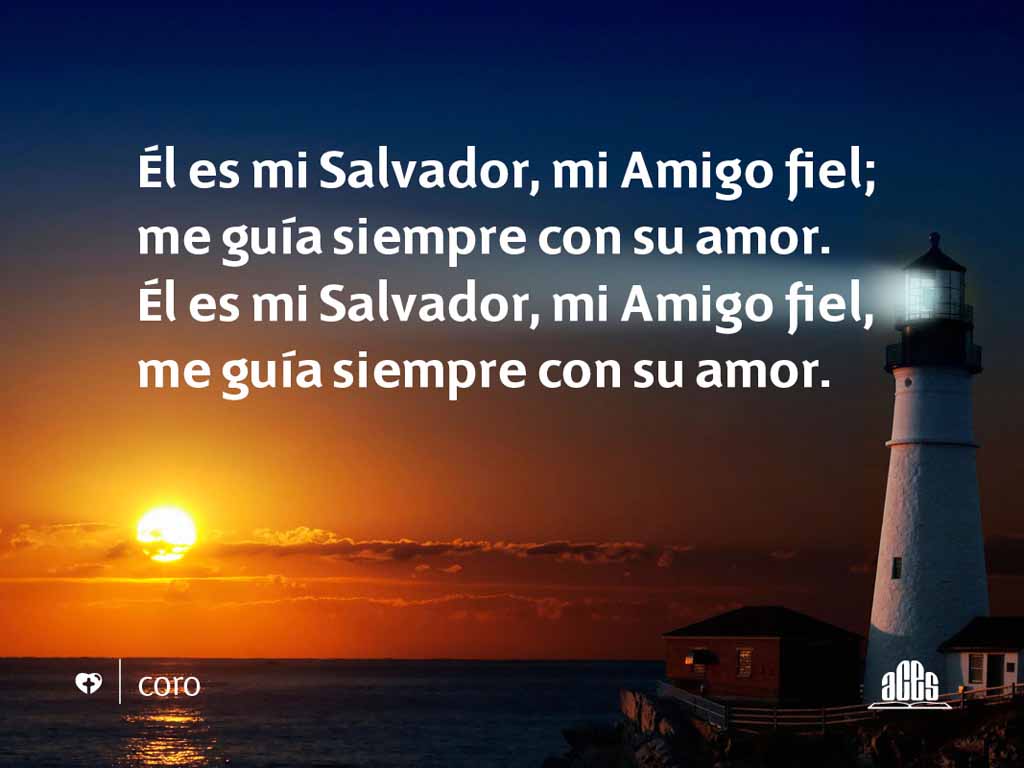 Él es mi Salvador, mi Amigo fiel;
me guía siempre con su amor.
Él es mi Salvador, mi Amigo fiel,
me guía siempre con su amor.
coro
aces